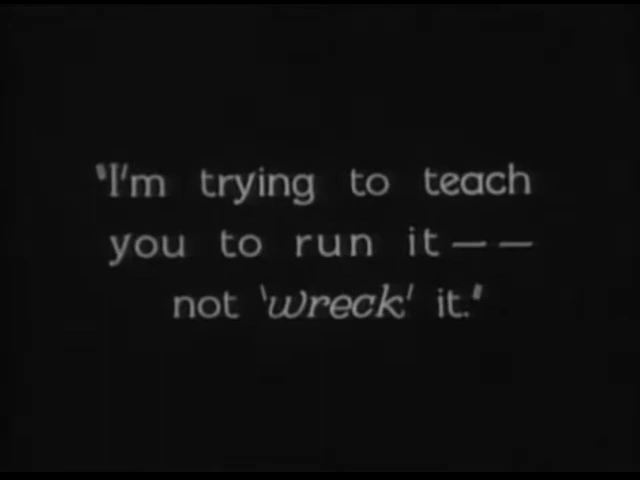 "I'm trying to teach
you to run it — —
not 'wreck' it."